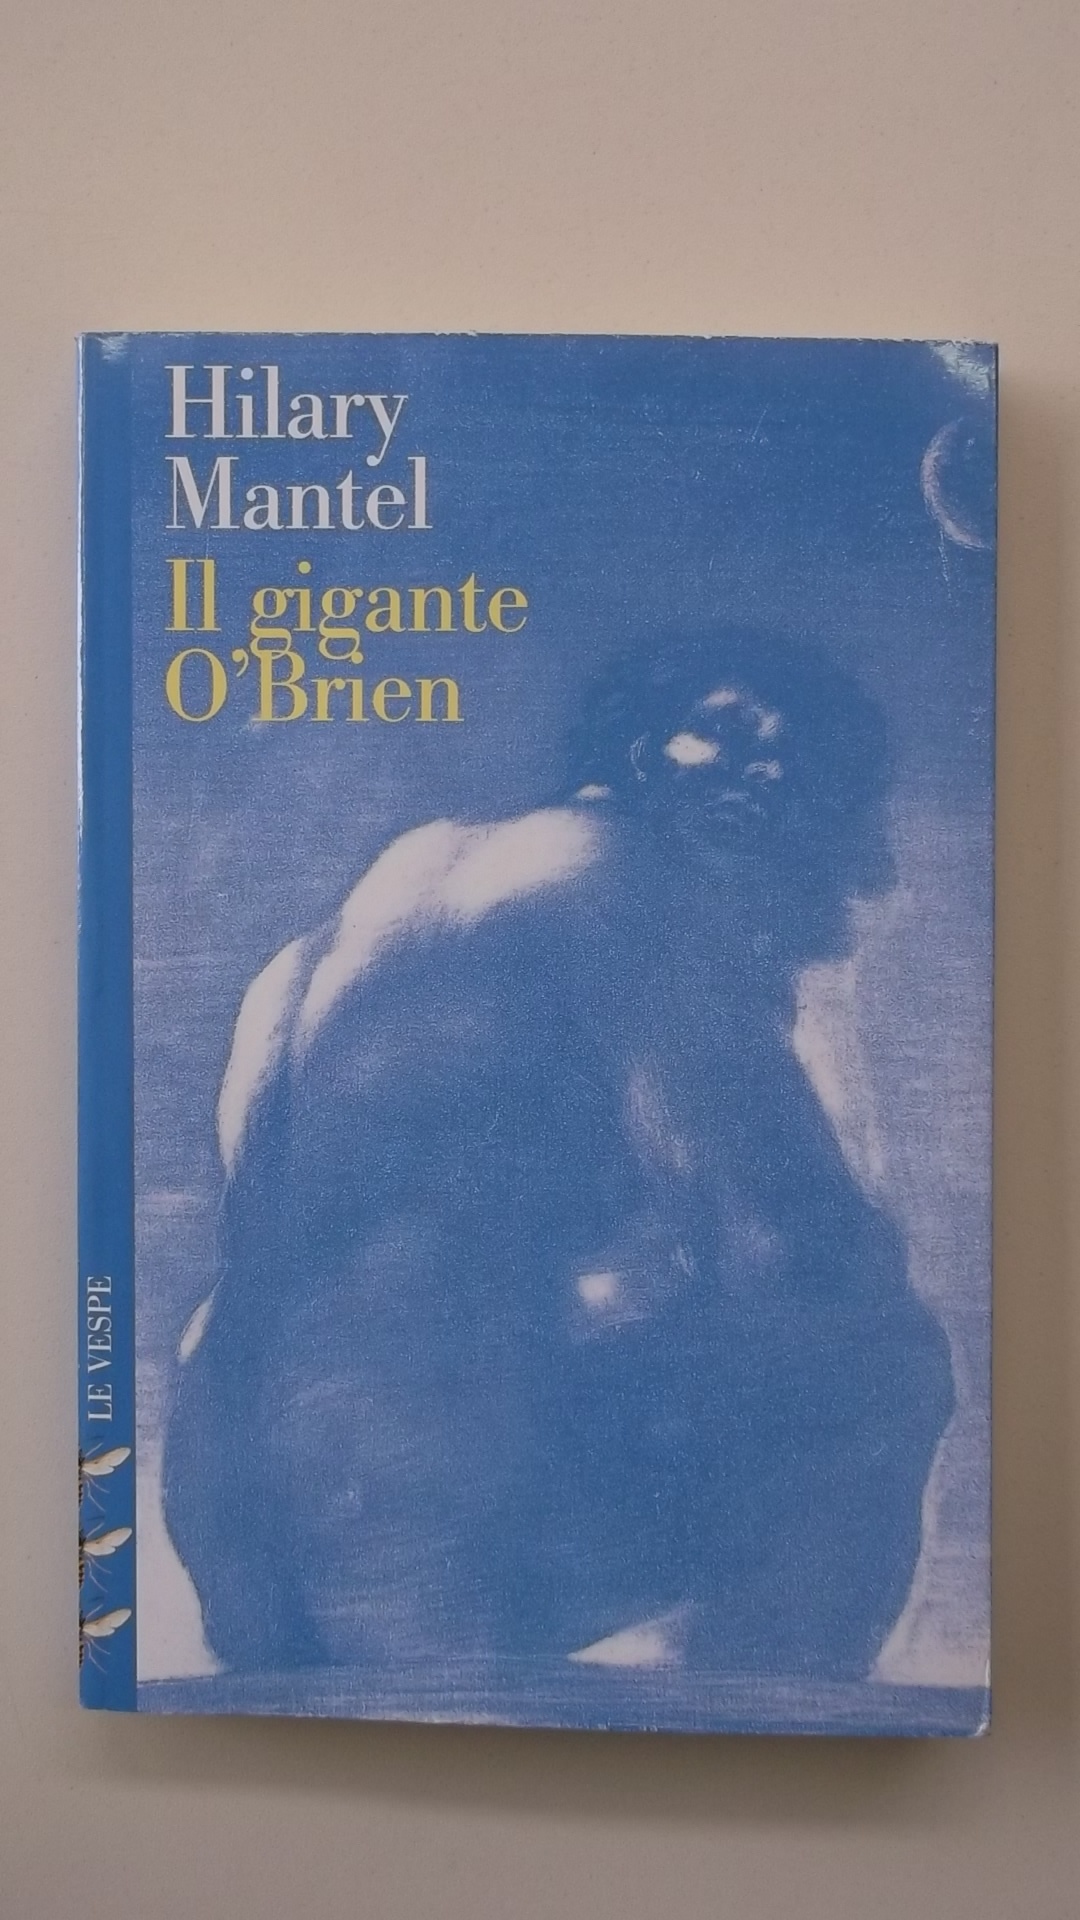 Hilary
Mantel
Il gigante
O'Brien
LE VESPE